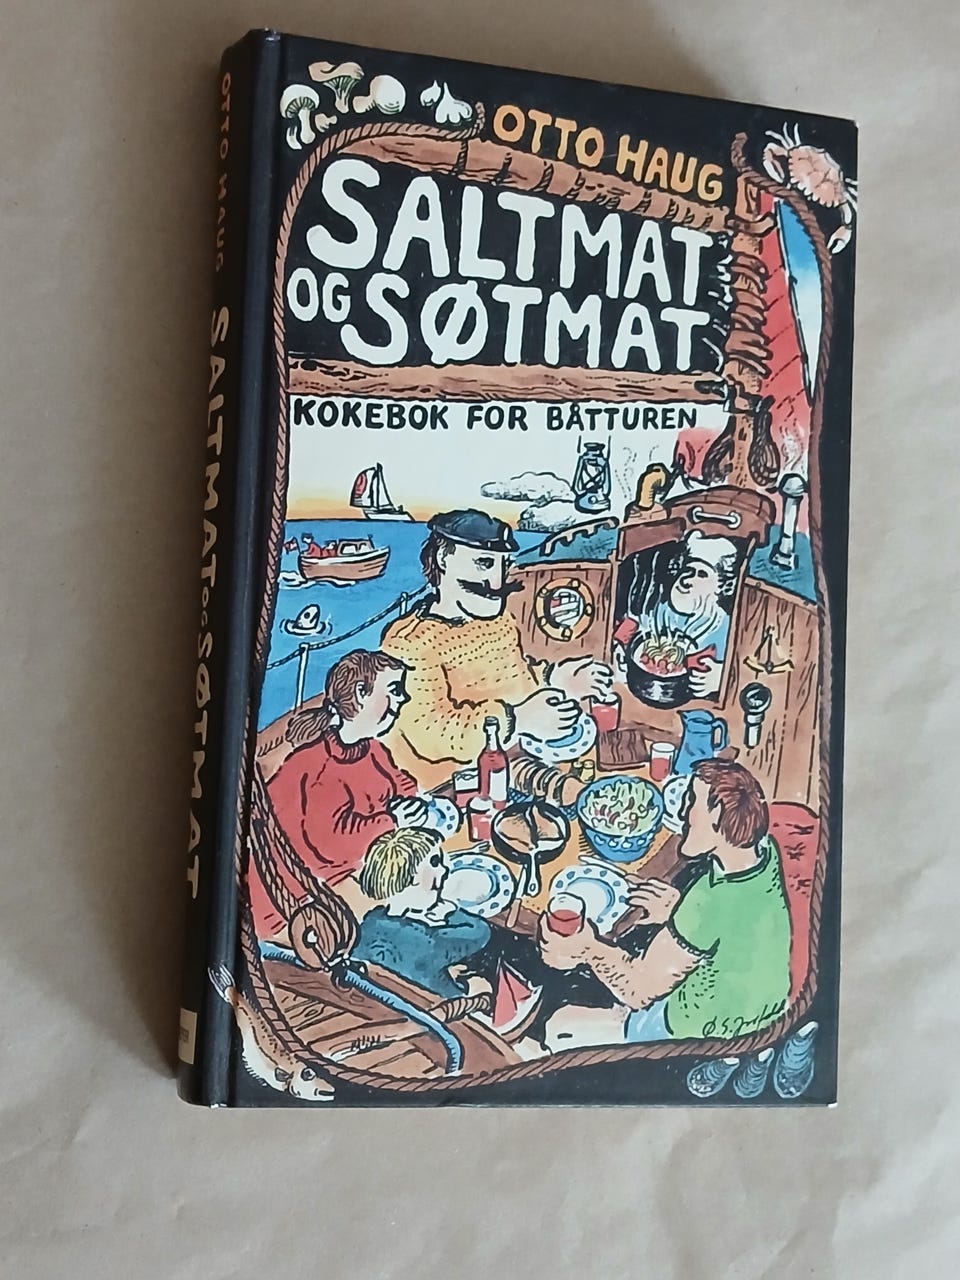 OTTO HAUG
SALTMAT
OG SØTMAT
KOKEBOK FOR BÅTTUREN
OTTO HAUG SALTMAT OG SØTMAT